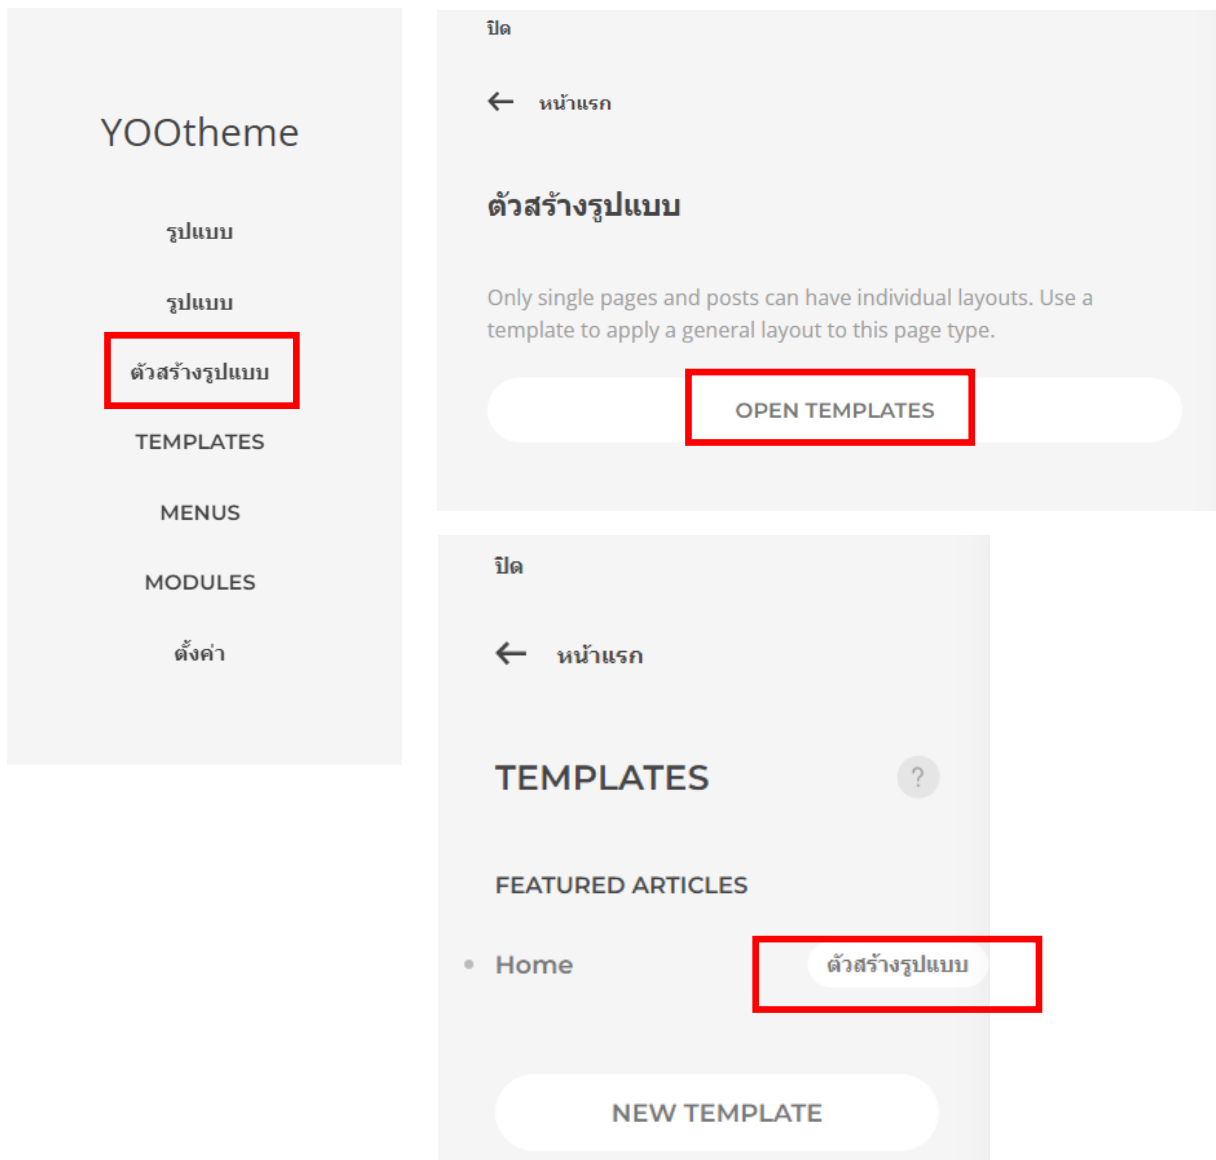 YOOtheme
รูปแบบ
รูปแบบ
ตัวสร้างรูปแบบ
TEMPLATES
MENUS
MODULES
ตั้งค่า
ปิด
← หน้าแรก
ตัวสร้างรูปแบบ
Only single pages and posts can have individual layouts. Use a
template to apply a general layout to this page type.
OPEN TEMPLATES
ปิด
← หน้าแรก
TEMPLATES ?
FEATURED ARTICLES
• Home ตัวสร้างรูปแบบ
NEW TEMPLATE